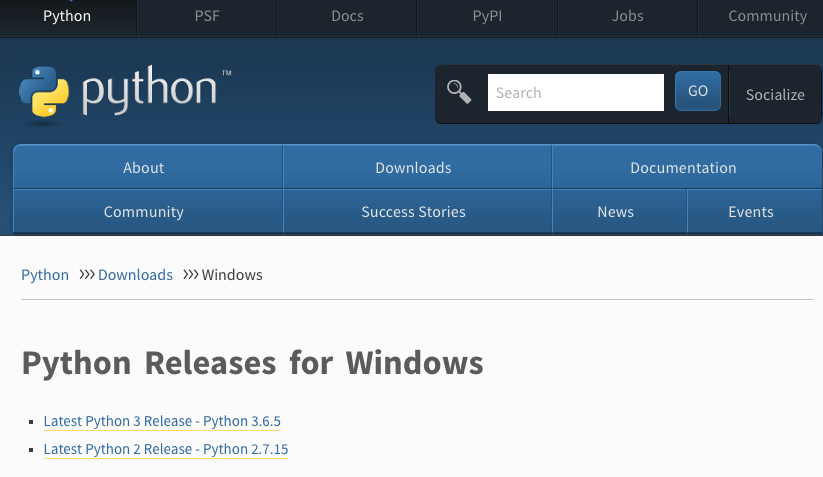 Python PSF Docs PyPI Jobs Community
python™
Search GO Socialize
About Downloads Documentation
Community Success Stories News Events
Python >>> Downloads >>> Windows
Python Releases for Windows
Latest Python 3 Release - Python 3.6.5
Latest Python 2 Release - Python 2.7.15